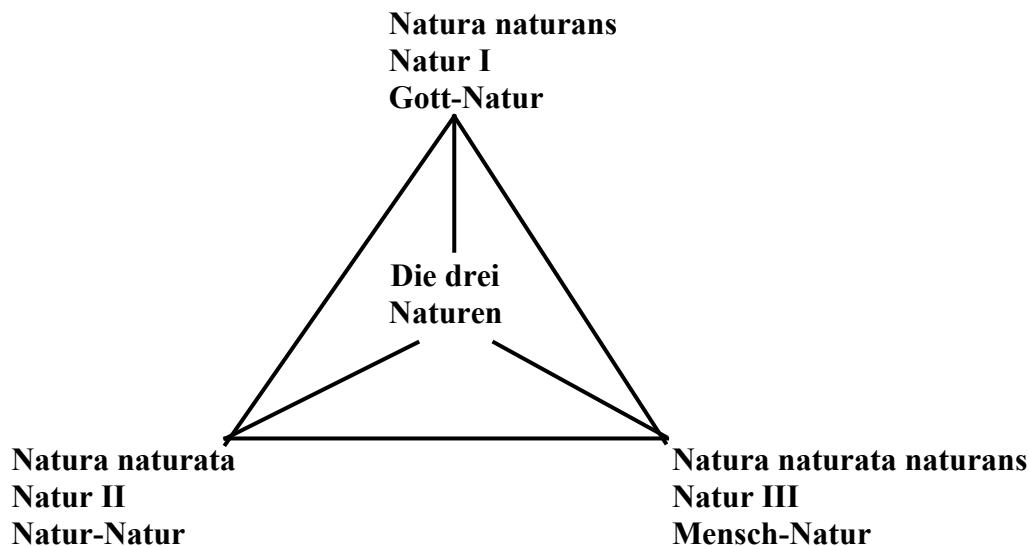 Natura naturans
Natur I
Gott-Natur
Die drei
Naturen
Natura naturata
Natur II
Natur-Natur
Natura naturata naturans
Natur III
Mensch-Natur